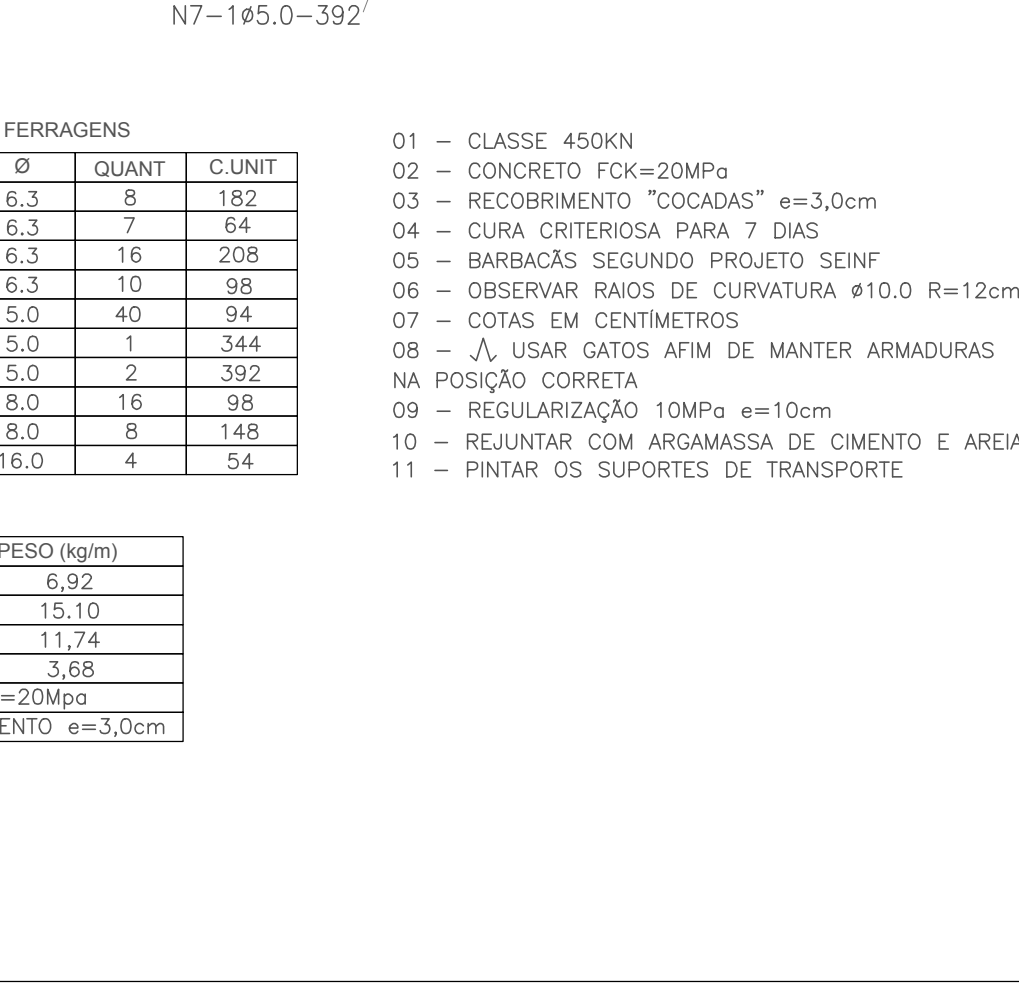 N7-1ø5.0-392
FERRAGENS
Ø QUANT C.UNIT
6.3 8 182
6.3 7 64
6.3 16 208
6.3 10 98
5.0 40 94
5.0 1 344
5.0 2 392
8.0 16 98
8.0 8 148
16.0 4 54
01 - CLASSE 450KN
02 - CONCRETO FCK=20MPa
03 - RECOBRIMENTO "COCADAS" e=3,0cm
04 - CURA CRITERIOSA PARA 7 DIAS
05 - BARBACÃS SEGUNDO PROJETO SEINF
06 - OBSERVAR RAIOS DE CURVATURA ø10.0 R=12cm
07 - COTAS EM CENTÍMETROS
08 - USAR GATOS AFIM DE MANTER ARMADURAS
NA POSIÇÃO CORRETA
09 - REGULARIZAÇÃO 10MPa e=10cm
10 - REJUNTAR COM ARGAMASSA DE CIMENTO E AREIA
11 - PINTAR OS SUPORTES DE TRANSPORTE
PESO (kg/m)
6,92
15.10
11,74
3,68
=20Mpa
ENTO e=3,0cm